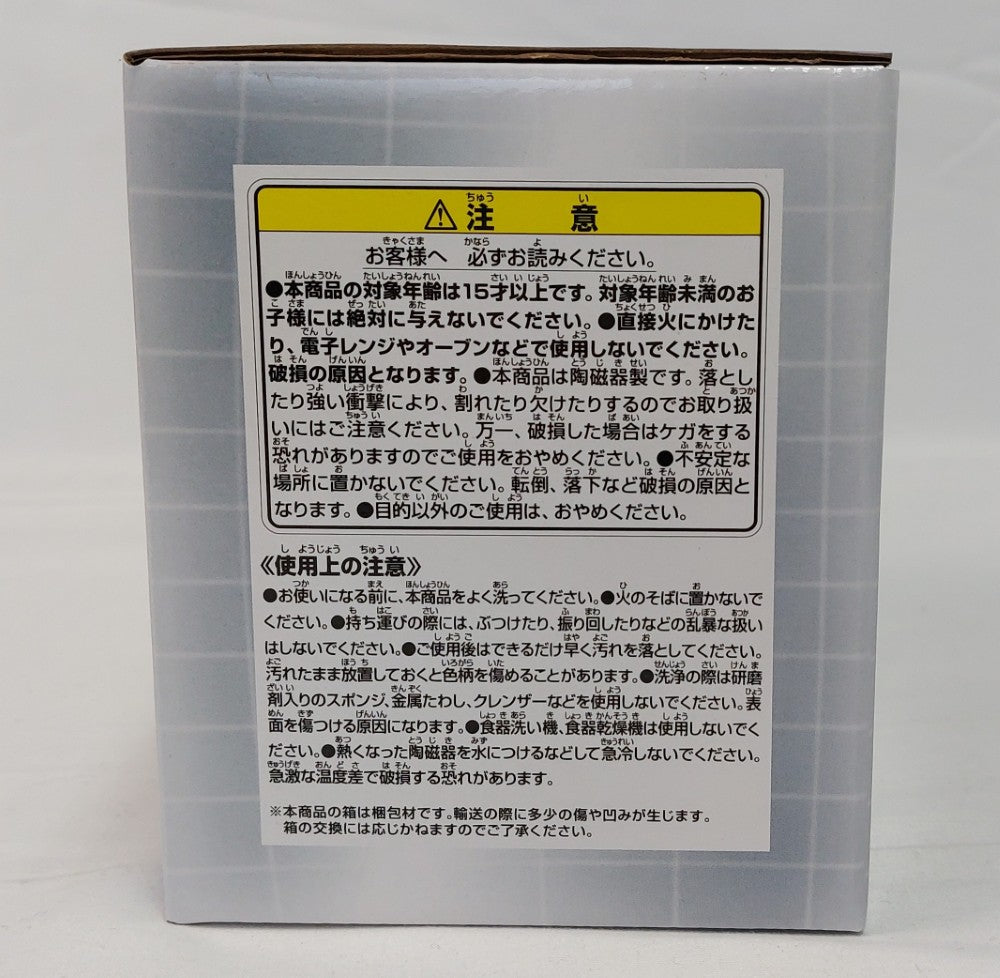 ⚠注 意
お客様へ 必ずお読みください。
●本商品の対象年齢は15才以上です。対象年齢未満のお
子様には絶対に与えないでください。●直接火にかけた
り、電子レンジやオーブンなどで使用しないでください。
破損の原因となります。●本商品は陶磁器製です。落とし
たり強い衝撃により、割れたり欠けたりするのでお取り扱
いにはご注意ください。万一、破損した場合はケガをする
恐れがありますのでご使用をおやめください。●不安定な
場所に置かないでください。転倒、落下など破損の原因と
なります。●目的以外のご使用は、おやめください。
《使用上の注意》
●お使いになる前に、本商品をよく洗ってください。●火のそばに置かないで
ください。●持ち運びの際には、ぶつけたり、振り回したりなどの乱暴な扱い
はしないでください。●ご使用後はできるだけ早く汚れを落としてください。
汚れたまま放置しておくと色柄を傷めることがあります。●洗浄の際は研磨
剤入りのスポンジ、金属たわし、クレンザーなどを使用しないでください。表
面を傷つける原因になります。●食器洗い機、食器乾燥機は使用しないでく
ださい。●熱くなった陶磁器を水につけるなどして急冷しないでください。
急激な温度差で破損する恐れがあります。
※本商品の箱は梱包材です。輸送の際に多少の傷や凹みが生じます。
箱の交換には応じかねますのでご了承ください。